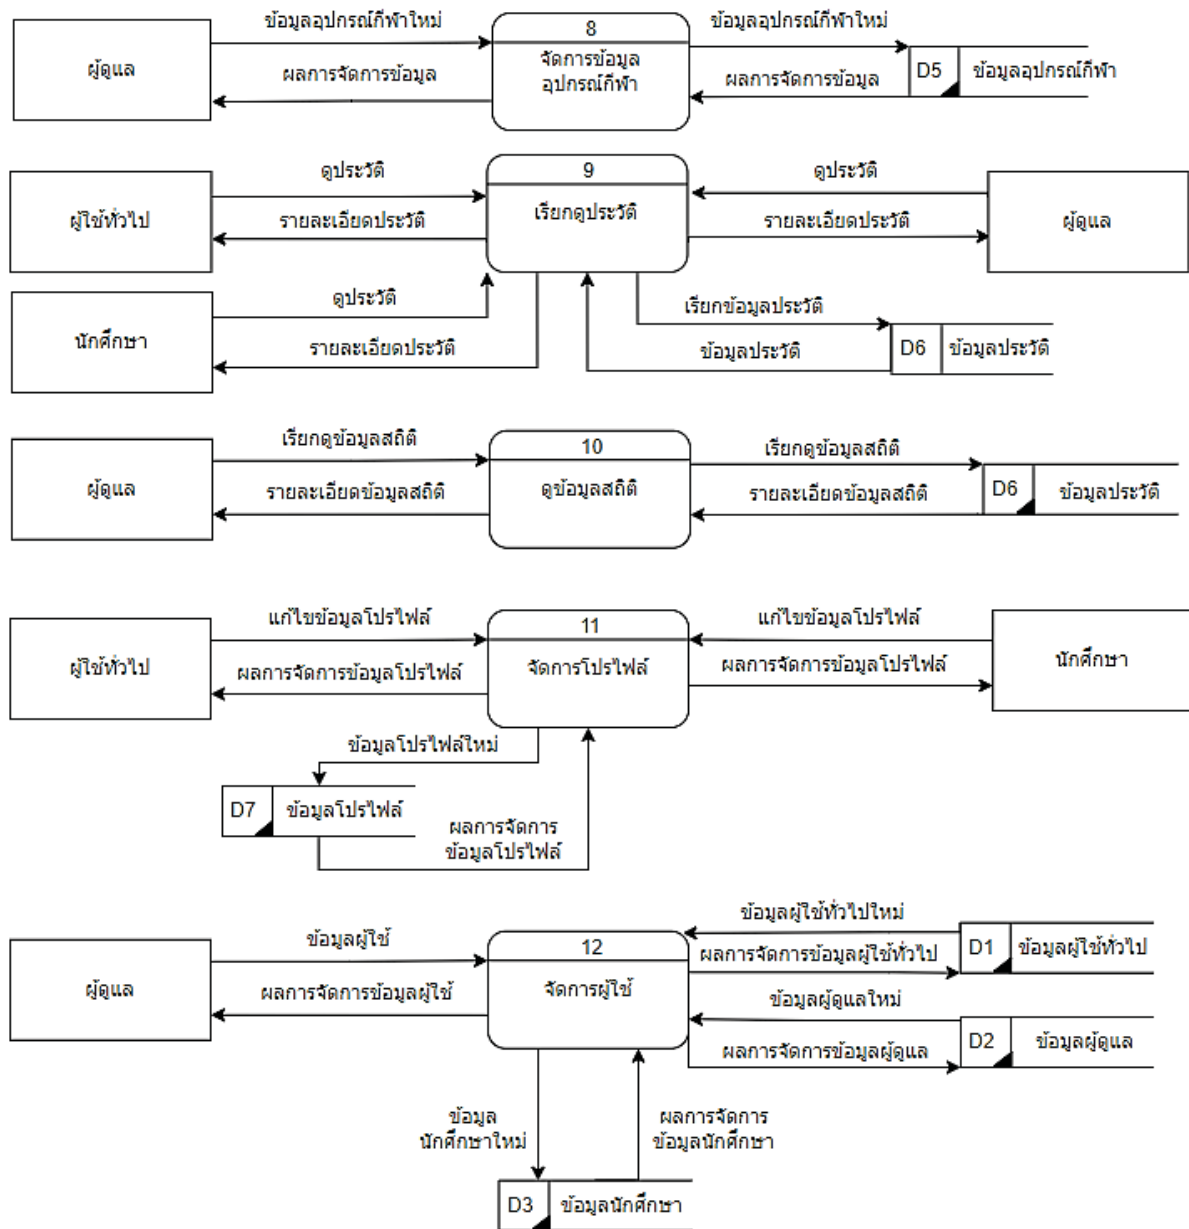 ข้อมูลอุปกรณ์กีฬาใหม่
8
ข้อมูลอุปกรณ์กีฬาใหม่
ผู้ดูแล
ผลการจัดการข้อมูล
จัดการข้อมูล
อุปกรณ์กีฬา
ผลการจัดการข้อมูล
D5
ข้อมูลอุปกรณ์กีฬา
ดูประวัติ
9
ดูประวัติ
ผู้ใช้ทั่วไป
รายละเอียดประวัติ
เรียกดูประวัติ
รายละเอียดประวัติ
ผู้ดูแล
ดูประวัติ
นักศึกษา
รายละเอียดประวัติ
เรียกข้อมูลประวัติ
ข้อมูลประวัติ
D6
ข้อมูลประวัติ
เรียกดูข้อมูลสถิติ
10
เรียกดูข้อมูลสถิติ
ผู้ดูแล
รายละเอียดข้อมูลสถิติ
ดูข้อมูลสถิติ
รายละเอียดข้อมูลสถิติ
D6
ข้อมูลประวัติ
แก้ไขข้อมูลโปรไฟล์
11
แก้ไขข้อมูลโปรไฟล์
ผู้ใช้ทั่วไป
ผลการจัดการข้อมูลโปรไฟล์
จัดการโปรไฟล์
ผลการจัดการข้อมูลโปรไฟล์
นักศึกษา
ข้อมูลโปรไฟล์ใหม่
D7
ข้อมูลโปรไฟล์
ผลการจัดการ
ข้อมูลโปรไฟล์
ข้อมูลผู้ใช้
12
ข้อมูลผู้ใช้ทั่วไปใหม่
ผู้ดูแล
ผลการจัดการข้อมูลผู้ใช้
จัดการผู้ใช้
ผลการจัดการข้อมูลผู้ใช้ทั่วไป
D1
ข้อมูลผู้ใช้ทั่วไป
ข้อมูลผู้ดูแลใหม่
ผลการจัดการข้อมูลผู้ดูแล
D2
ข้อมูลผู้ดูแล
ข้อมูล
นักศึกษาใหม่
ผลการจัดการ
ข้อมูลนักศึกษา
D3
ข้อมูลนักศึกษา